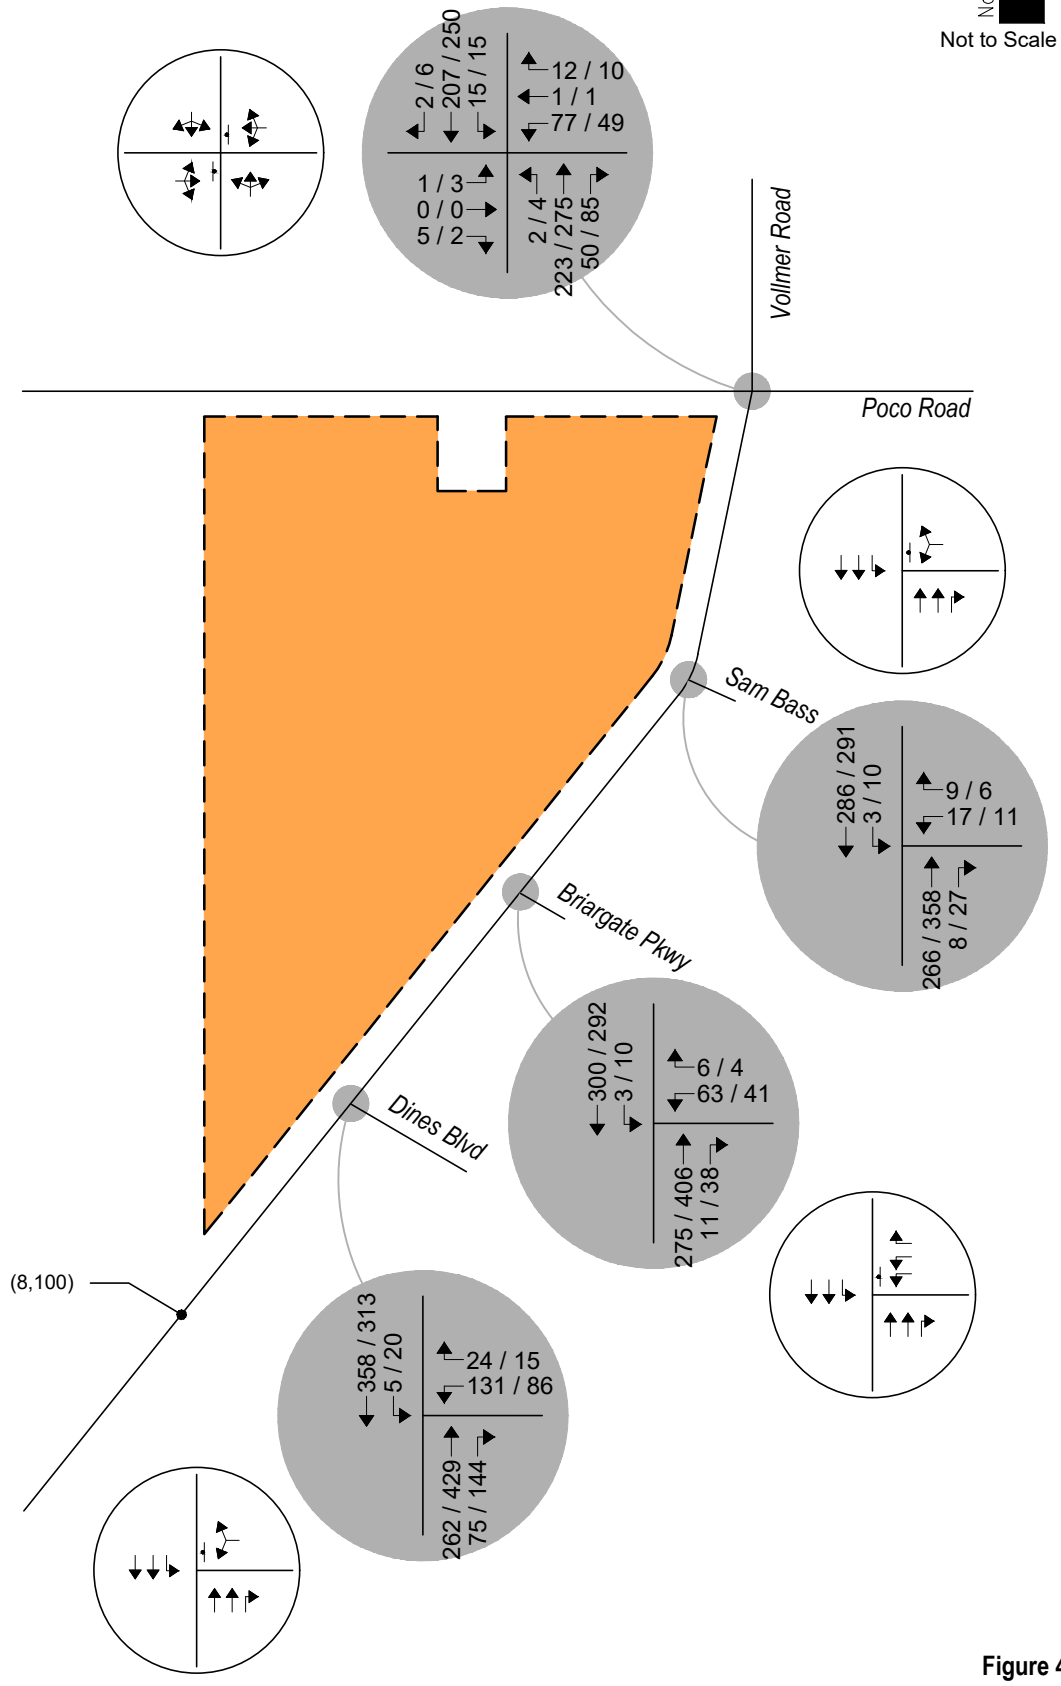 No
Not to Scale
2 / 6
207 / 250
15 / 15
12 / 10
1 / 1
77 / 49
1 / 3
0 / 0
5 / 2
2 / 4
223 / 275
50 / 85
Vollmer Road
Poco Road
Sam Bass
286 / 291
3 / 10
9 / 6
17 / 11
266 / 358
8 / 27
Briargate Pkwy
300 / 292
3 / 10
6 / 4
63 / 41
275 / 406
11 / 38
Dines Blvd
(8,100)
358 / 313
5 / 20
24 / 15
131 / 86
262 / 429
75 / 144
Figure 4